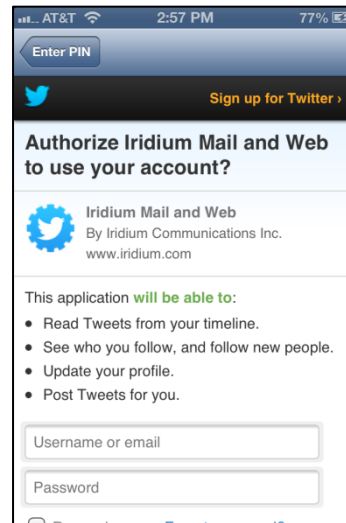 AT&T 2:57 PM 77%
Enter PIN
Sign up for Twitter ›
Authorize Iridium Mail and Web
to use your account?
Iridium Mail and Web
By Iridium Communications Inc.
www.iridium.com
This application will be able to:
• Read Tweets from your timeline.
• See who you follow, and follow new people.
• Update your profile.
• Post Tweets for you.
Username or email
Password